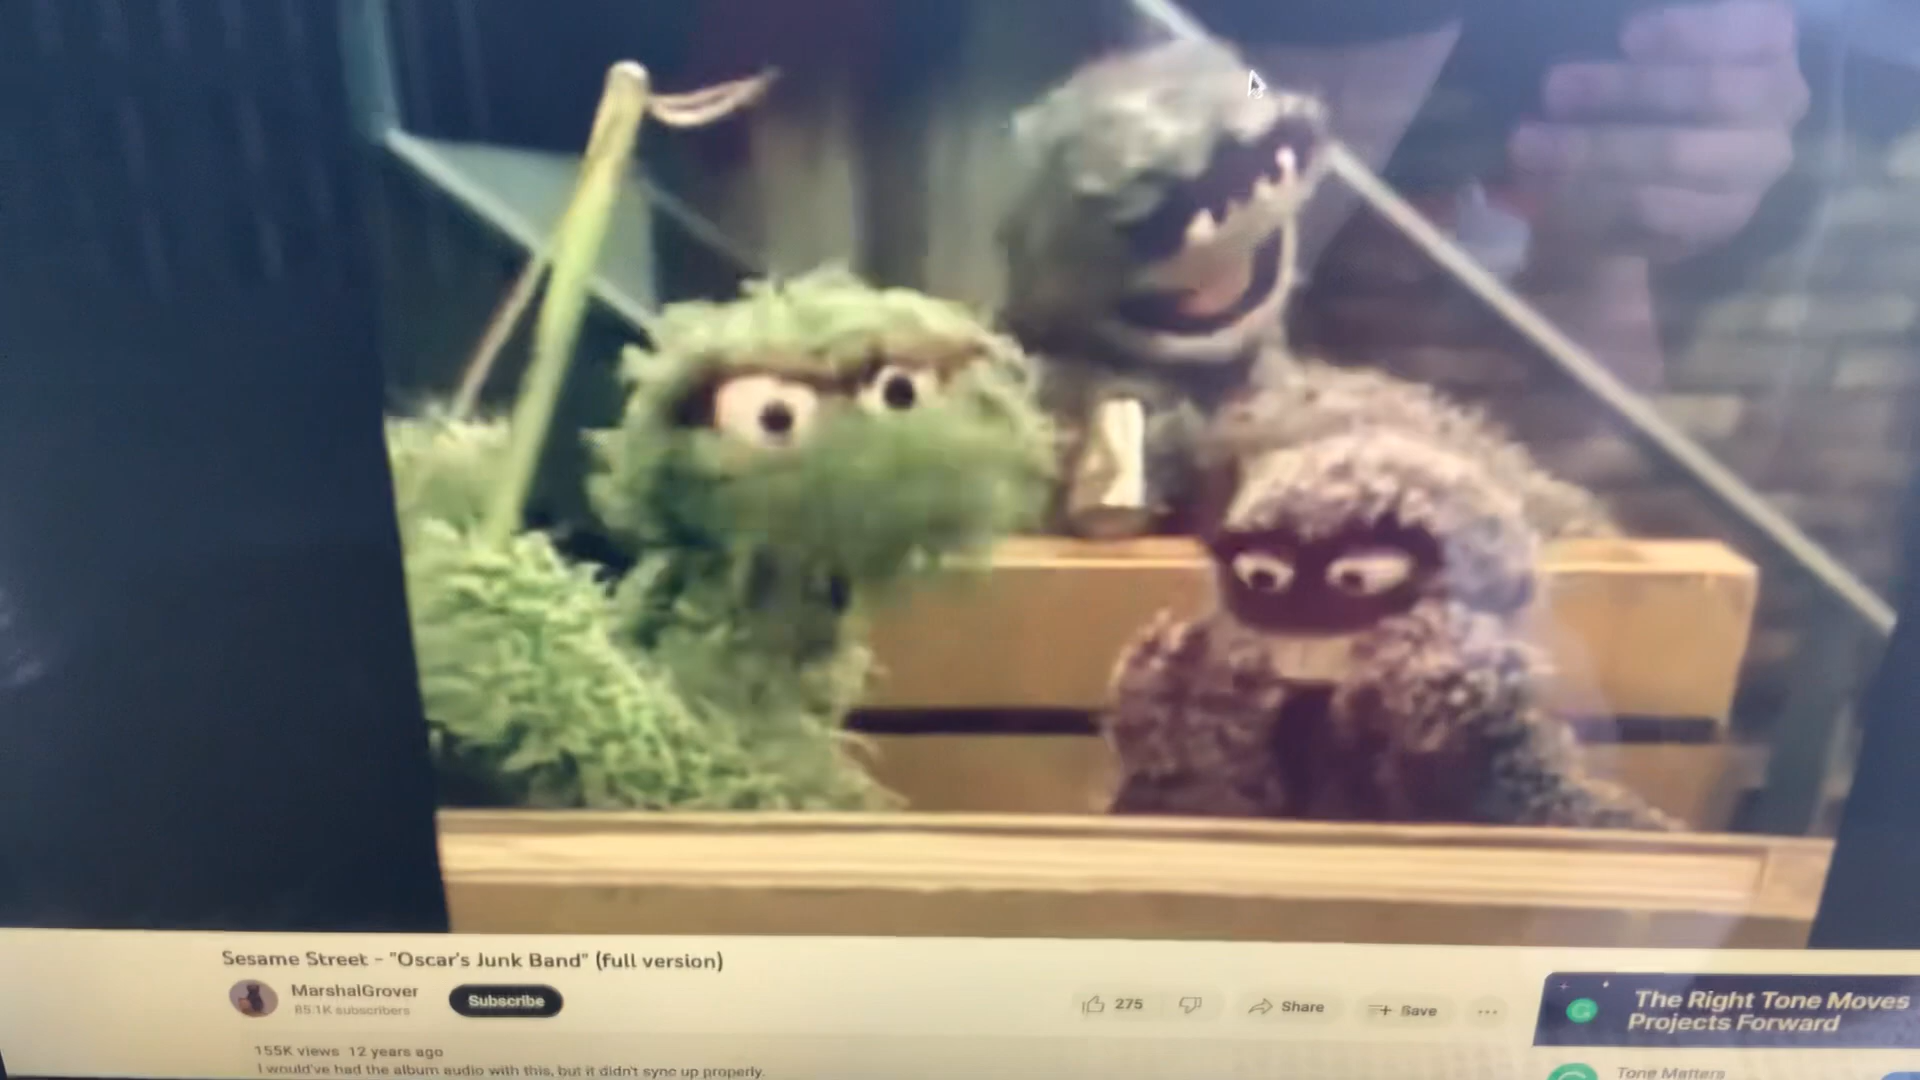 Sesame Street - "Oscar's Junk Band" (full version)
MarshalGrover
85.1K subscribers
Subscribe
275
Share
Save
155K views 12 years ago
I would've had the album audio with this, but it didn't sync up properly.
The Right Tone Moves
Projects Forward
Tone Matters